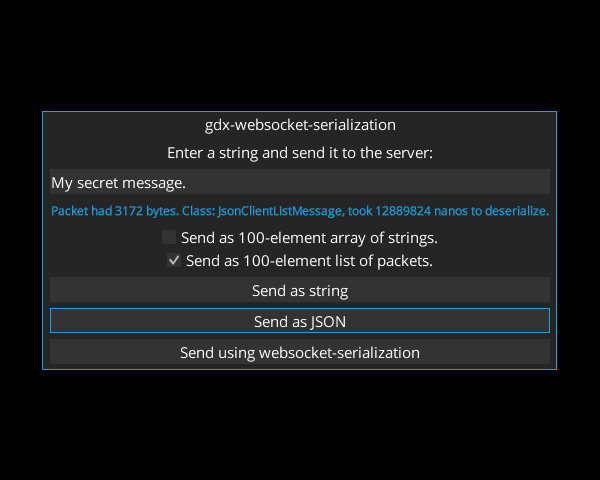 gdx-websocket-serialization
Enter a string and send it to the server:
My secret message.
Packet had 3172 bytes. Class: JsonClientListMessage, took 12889824 nanos to deserialize.
Send as 100-element array of strings.
Send as 100-element list of packets.
Send as string
Send as JSON
Send using websocket-serialization